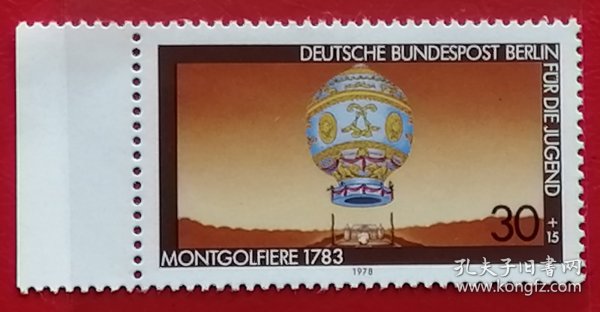 DEUTSCHE BUNDESPOST BERLIN
FÜR DIE JUGEND
30 + 15
MONTGOLFIERE 1783
1978
孔夫子旧书网
www.kongfz.com